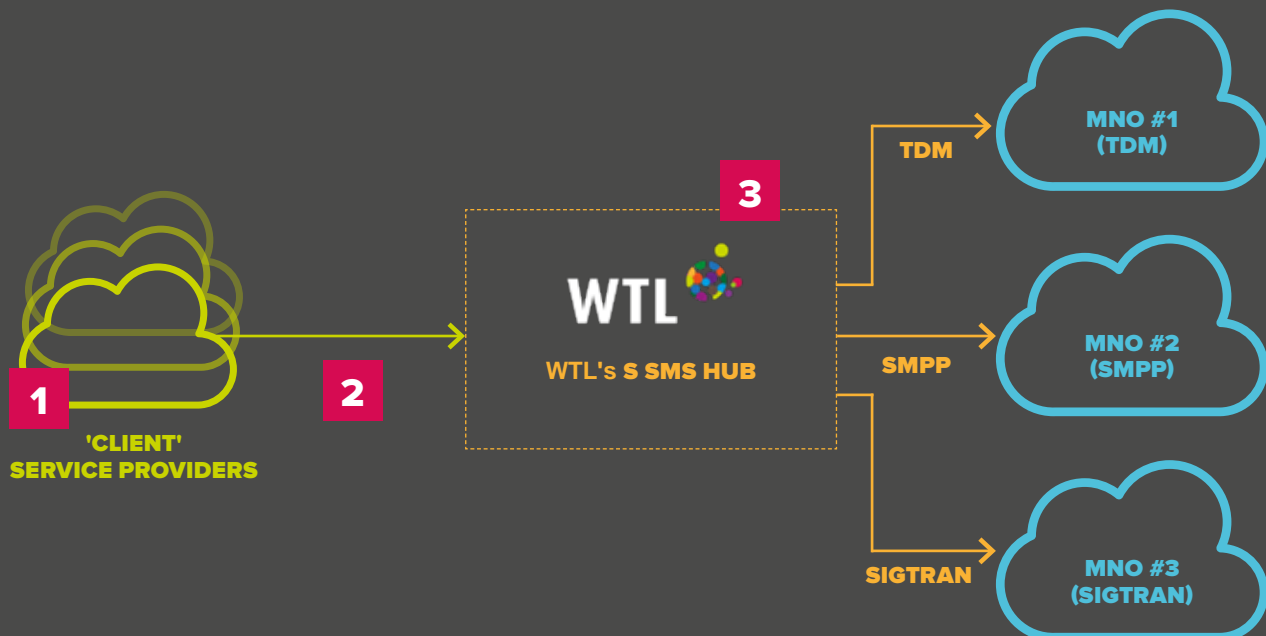 1
'CLIENT'
SERVICE PROVIDERS
2
3
WTL
WTL's S SMS HUB
TDM
SMPP
SIGTRAN
MNO #1
(TDM)
MNO #2
(SMPP)
MNO #3
(SIGTRAN)